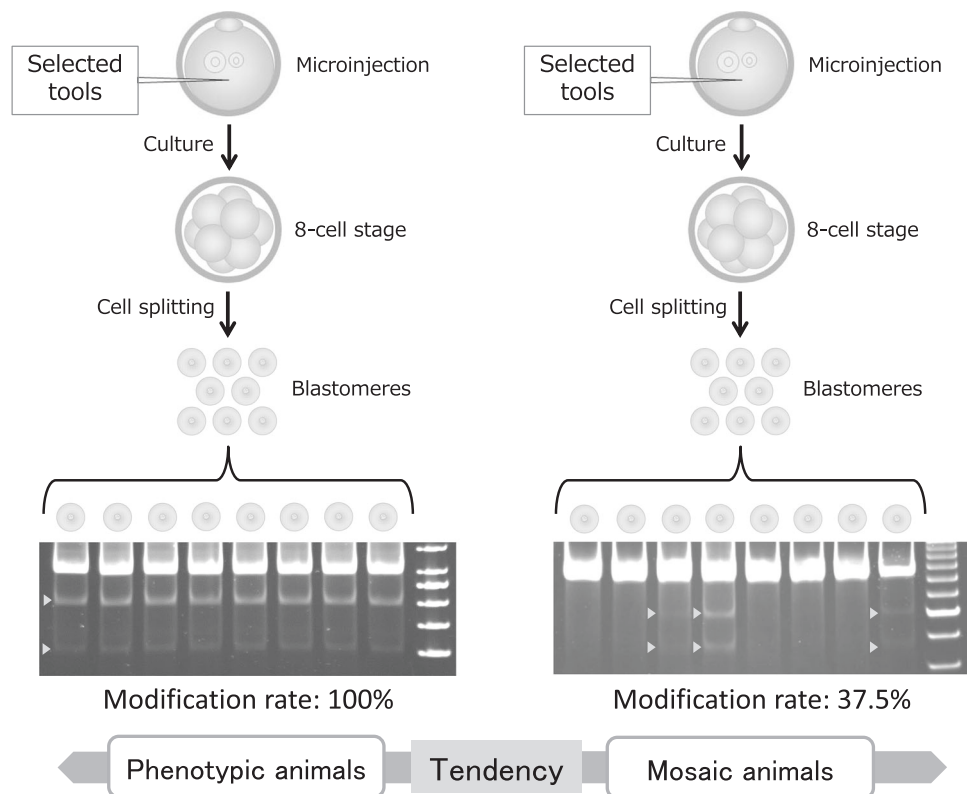 Selected
tools
Microinjection
Culture
8-cell stage
Cell splitting
Blastomeres
Modification rate: 100%
Selected
tools
Microinjection
Culture
8-cell stage
Cell splitting
Blastomeres
Modification rate: 37.5%
Phenotypic animals
Tendency
Mosaic animals